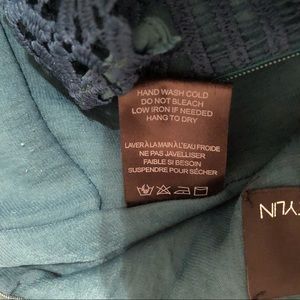 HAND WASH COLD
DO NOT BLEACH
LOW IRON IF NEEDED
HANG TO DRY
LAVER À LA MAIN À L'EAU FROIDE
NE PAS JAVELLISER
FAIBLE SI BESOIN
SUSPENDRE POUR SÉCHER